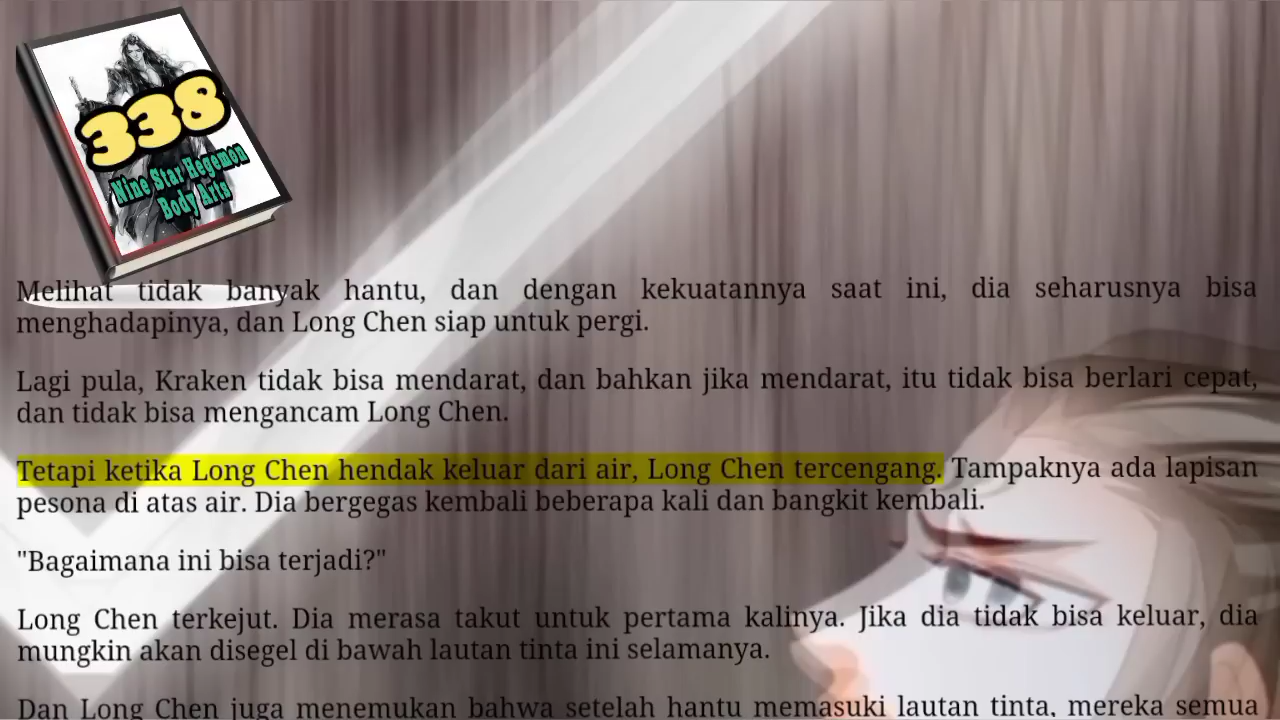 338
Nine Star Hegemon
Body Arts
Melihat tidak banyak hantu, dan dengan kekuatannya saat ini, dia seharusnya bisa
menghadapinya, dan Long Chen siap untuk pergi.
Lagi pula, Kraken tidak bisa mendarat, dan bahkan jika mendarat, itu tidak bisa berlari cepat,
dan tidak bisa mengancam Long Chen.
Tetapi ketika Long Chen hendak keluar dari air, Long Chen tercengang. Tampaknya ada lapisan
pesona di atas air. Dia bergegas kembali beberapa kali dan bangkit kembali.
"Bagaimana ini bisa terjadi?"
Long Chen terkejut. Dia merasa takut untuk pertama kalinya. Jika dia tidak bisa keluar, dia
mungkin akan disegel di bawah lautan tinta ini selamanya.
Dan Long Chen juga menemukan bahwa setelah hantu memasuki lautan tinta, mereka semua